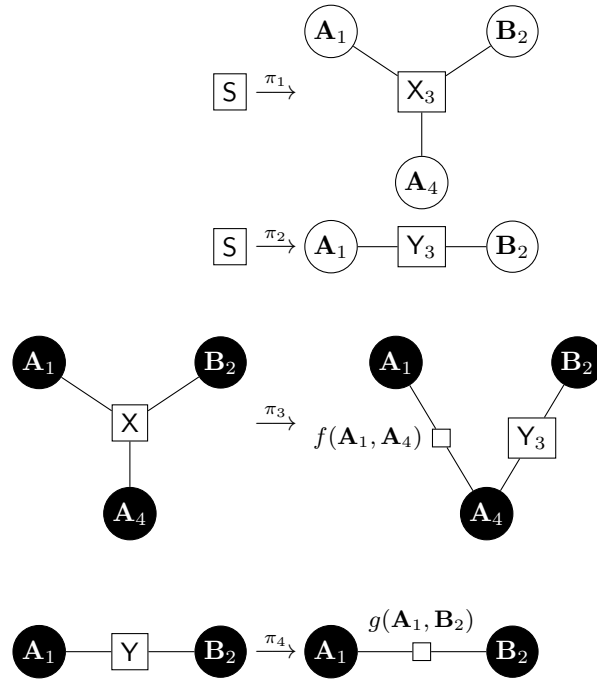 A₁ B₂
S π₁ X₃
A₄
S π₂ A₁ Y₃ B₂
A₁ B₂ A₁ B₂
X π₃ f(A₁, A₄) Y₃
A₄ A₄
g(A₁, B₂)
A₁ Y B₂ π₄ A₁ B₂